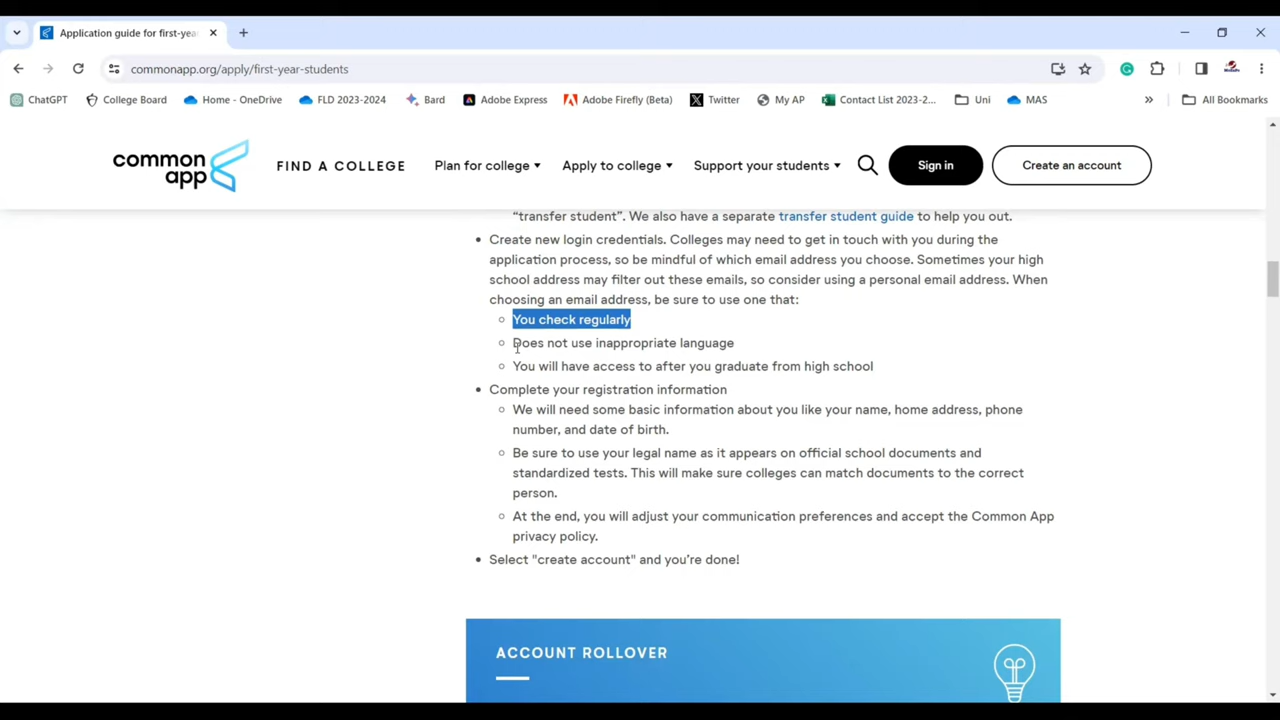 Application guide for first-yea
commonapp.org/apply/first-year-students
ChatGPT College Board Home - OneDrive FLD 2023-2024 Bard Adobe Express Adobe Firefly (Beta) Twitter My AP Contact List 2023-2... Uni MAS » All Bookmarks
common app FIND A COLLEGE Plan for college Apply to college Support your students Sign in Create an account
“transfer student”. We also have a separate transfer student guide to help you out.
• Create new login credentials. Colleges may need to get in touch with you during the
application process, so be mindful of which email address you choose. Sometimes your high
school address may filter out these emails, so consider using a personal email address. When
choosing an email address, be sure to use one that:
You check regularly
Does not use inappropriate language
You will have access to after you graduate from high school
• Complete your registration information
We will need some basic information about you like your name, home address, phone
number, and date of birth.
Be sure to use your legal name as it appears on official school documents and
standardized tests. This will make sure colleges can match documents to the correct
person.
At the end, you will adjust your communication preferences and accept the Common App
privacy policy.
• Select "create account" and you’re done!
ACCOUNT ROLLOVER